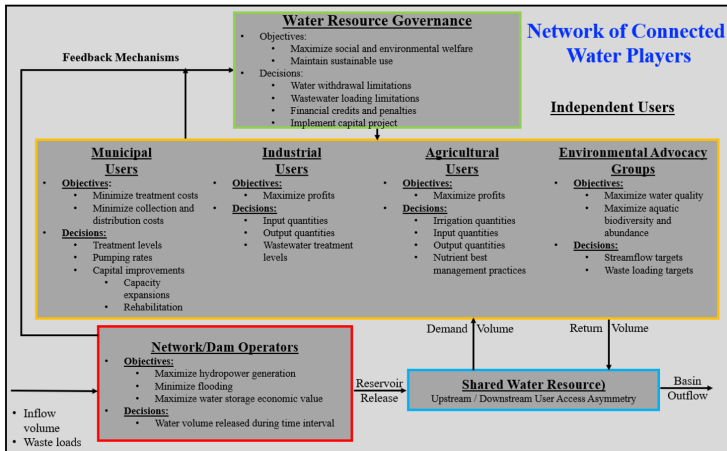 Water Resource Governance
• Objectives:
• Maximize social and environmental welfare
• Maintain sustainable use
• Decisions:
• Water withdrawal limitations
• Wastewater loading limitations
• Financial credits and penalties
• Implement capital project
Network of Connected
Water Players
Feedback Mechanisms
Independent Users
Municipal
Users
• Objectives:
• Minimize treatment costs
• Minimize collection and
distribution costs
• Decisions:
• Treatment levels
• Pumping rates
• Capital improvements
• Capacity
expansions
• Rehabilitation
Industrial
Users
• Objectives:
• Maximize profits
• Decisions:
• Input quantities
• Output quantities
• Wastewater treatment
levels
Agricultural
Users
• Objectives:
• Maximize profits
• Decisions:
• Irrigation quantities
• Input quantities
• Output quantities
• Nutrient best
management practices
Environmental Advocacy
Groups
• Objectives:
• Maximize water quality
• Maximize aquatic
biodiversity and
abundance
• Decisions:
• Streamflow targets
• Waste loading targets
Demand Volume
Return Volume
Network/Dam Operators
• Objectives:
• Maximize hydropower generation
• Minimize flooding
• Maximize water storage economic value
• Decisions:
• Water volume released during time interval
Reservoir
Release
Shared Water Resource)
Upstream / Downstream User Access Asymmetry
Basin
Outflow
• Inflow
volume
• Waste loads